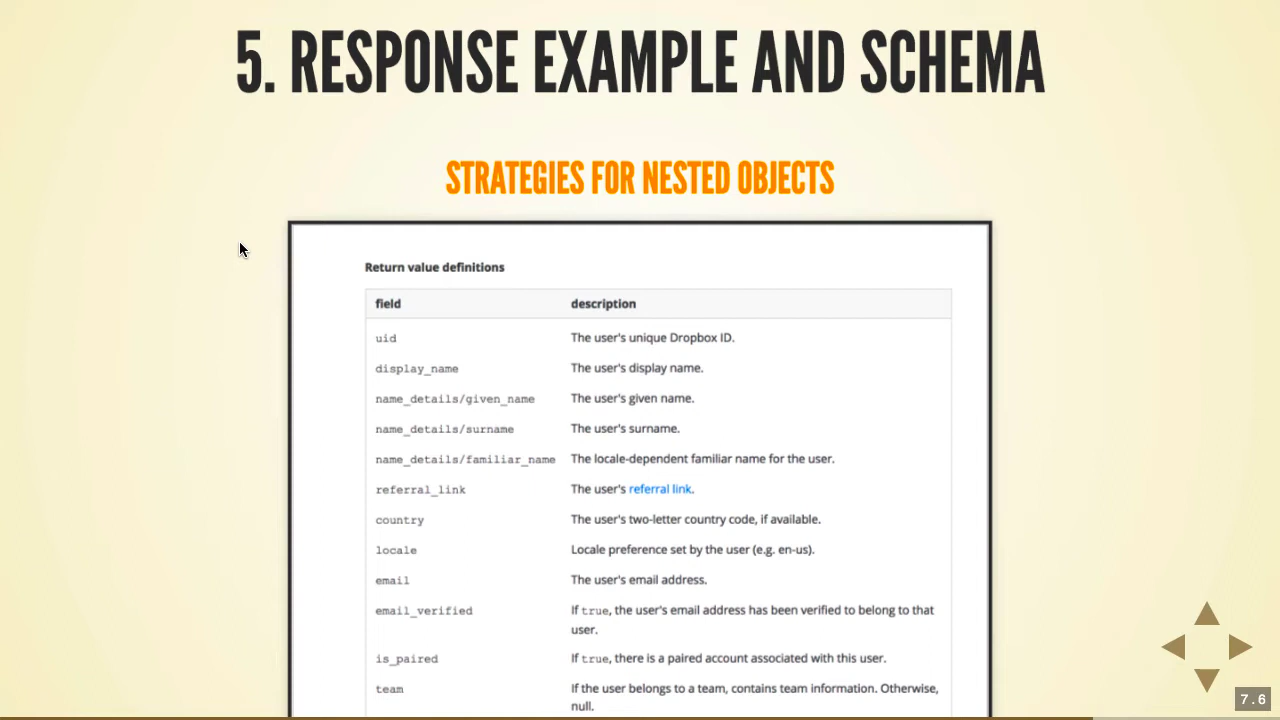 5. RESPONSE EXAMPLE AND SCHEMA
STRATEGIES FOR NESTED OBJECTS
Return value definitions
field description
uid The user's unique Dropbox ID.
display_name The user's display name.
name_details/given_name The user's given name.
name_details/surname The user's surname.
name_details/familiar_name The locale-dependent familiar name for the user.
referral_link The user's referral link.
country The user's two-letter country code, if available.
locale Locale preference set by the user (e.g. en-us).
email The user's email address.
email_verified If true, the user's email address has been verified to belong to that
user.
is_paired If true, there is a paired account associated with this user.
team If the user belongs to a team, contains team information. Otherwise,
null.
7.6